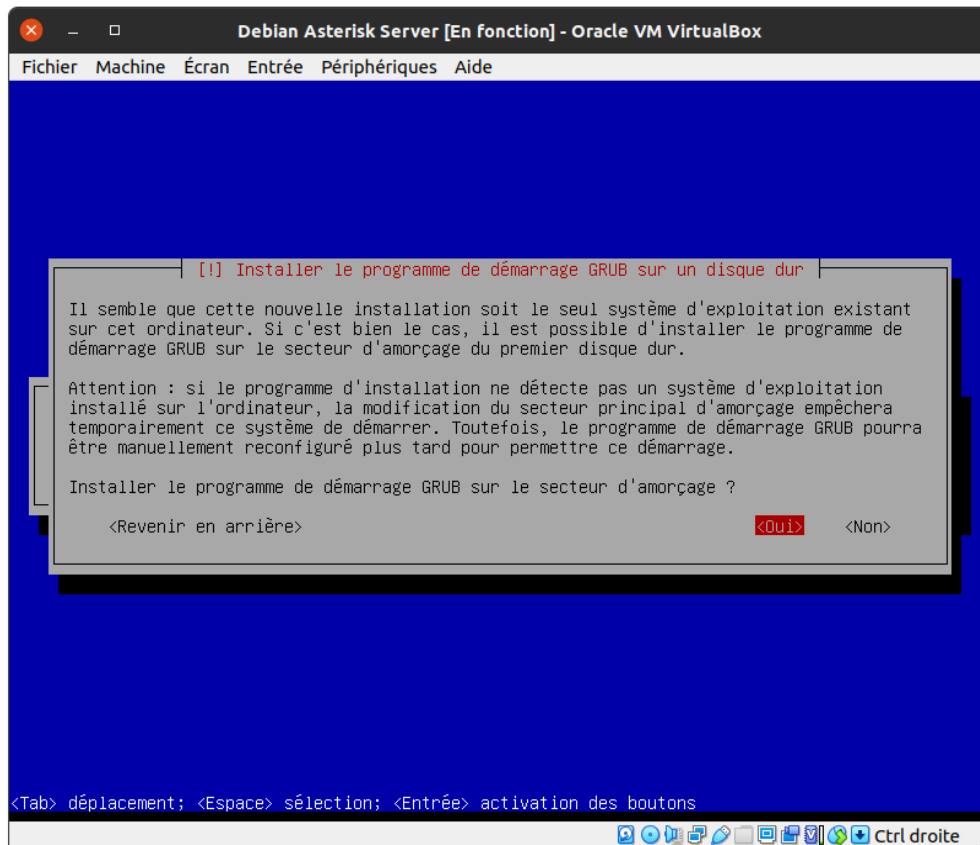 Debian Asterisk Server [En fonction] - Oracle VM VirtualBox
Fichier Machine Écran Entrée Périphériques Aide
[!] Installer le programme de démarrage GRUB sur un disque dur
Il semble que cette nouvelle installation soit le seul système d'exploitation existant
sur cet ordinateur. Si c'est bien le cas, il est possible d'installer le programme de
démarrage GRUB sur le secteur d'amorçage du premier disque dur.
Attention : si le programme d'installation ne détecte pas un système d'exploitation
installé sur l'ordinateur, la modification du secteur principal d'amorçage empêchera
temporairement ce système de démarrer. Toutefois, le programme de démarrage GRUB pourra
être manuellement reconfiguré plus tard pour permettre ce démarrage.
Installer le programme de démarrage GRUB sur le secteur d'amorçage ?
<Revenir en arrière> <Oui> <Non>
<Tab> déplacement; <Espace> sélection; <Entrée> activation des boutons
Ctrl droite